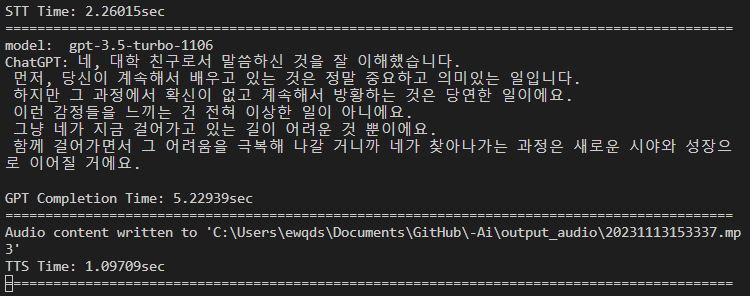 STT Time: 2.26015sec
==========================================================================================
model:  gpt-3.5-turbo-1106
ChatGPT: 네, 대학 친구로서 말씀하신 것을 잘 이해했습니다.
먼저, 당신이 계속해서 배우고 있는 것은 정말 중요하고 의미있는 일입니다.
하지만 그 과정에서 확신이 없고 계속해서 방황하는 것은 당연한 일이에요.
이런 감정들을 느끼는 건 전혀 이상한 일이 아니에요.
그냥 네가 지금 걸어가고 있는 길이 어려운 것 뿐이에요.
함께 걸어가면서 그 어려움을 극복해 나갈 거니까 네가 찾아나가는 과정은 새로운 시야와 성장으
로 이어질 거에요.
GPT Completion Time: 5.22939sec
==========================================================================================
Audio content written to 'C:\Users\ewqds\Documents\GitHub\-Ai\output_audio\20231113153337.mp
3'
TTS Time: 1.09709sec
==========================================================================================